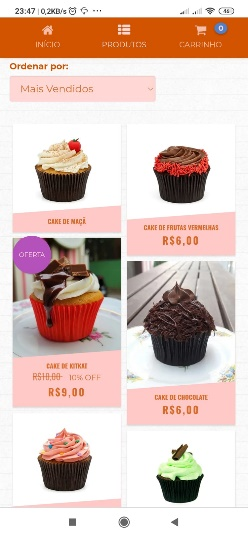 23:47 | 0,2KB/s
46
INÍCIO
PRODUTOS
CARRINHO
0
Ordenar por:
Mais Vendidos
CAKE DE MAÇÃ
CAKE DE FRUTAS VERMELHAS
R$6,00
OFERTA
CAKE DE KITKAT
R$10,00 10% OFF
R$9,00
CAKE DE CHOCOLATE
R$6,00